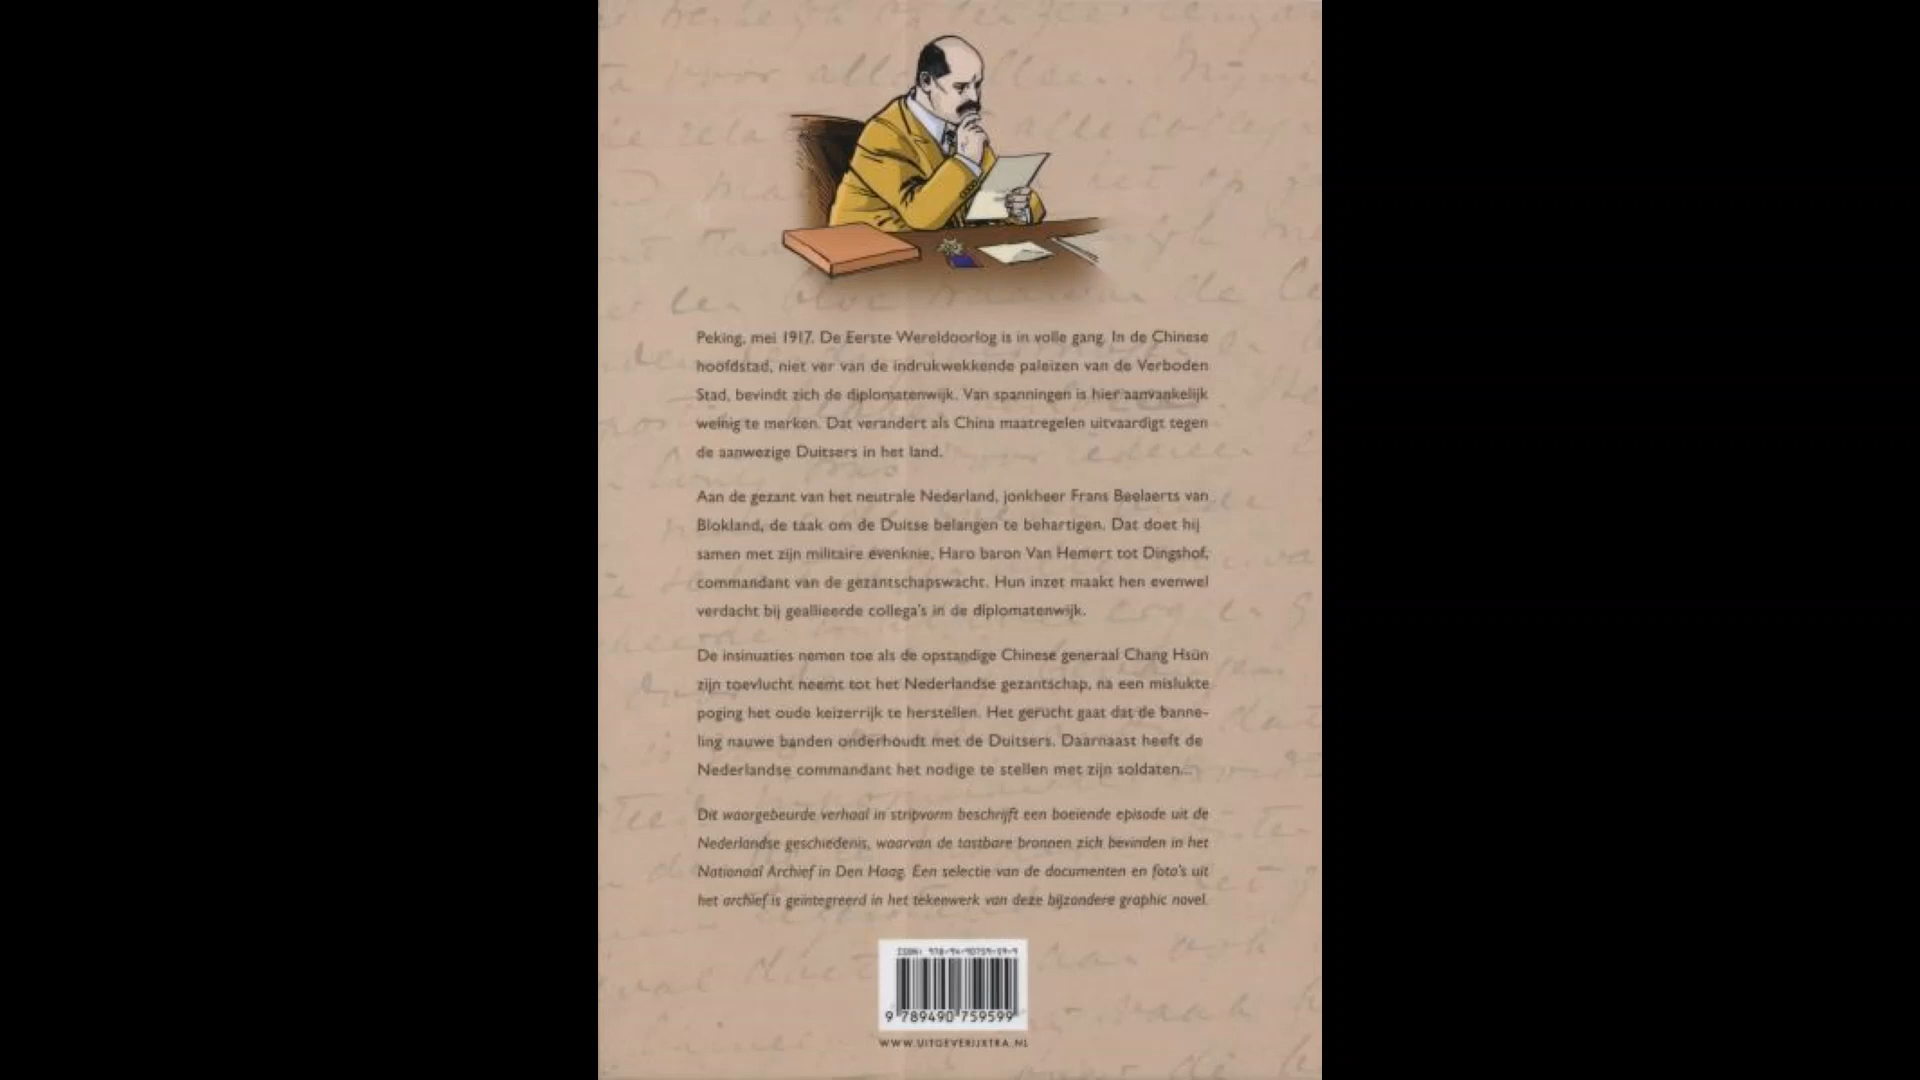 Peking, mei 1917. De Eerste Wereldoorlog is in volle gang. In de Chinese
hoofdstad, niet ver van de indrukwekkende paleizen van de Verboden
Stad, bevindt zich de diplomatenwijk. Van spanningen is hier aanvankelijk
weinig te merken. Dat verandert als China maatregelen uitvaardigt tegen
de aanwezige Duitsers in het land.
Aan de gezant van het neutrale Nederland, jonkheer Frans Beelaerts van
Blokland, de taak om de Duitse belangen te behartigen. Dat doet hij
samen met zijn militaire evenknie, Haro baron Van Hemert tot Dingshof,
commandant van de gezantschapswacht. Hun inzet maakt hen evenwel
verdacht bij geallieerde collega's in de diplomatenwijk.
De insinuaties nemen toe als de opstandige Chinese generaal Chang Hsün
zijn toevlucht neemt tot het Nederlandse gezantschap, na een mislukte
poging het oude keizerrijk te herstellen. Het gerucht gaat dat de banne-
ling nauwe banden onderhoudt met de Duitsers. Daarnaast heeft de
Nederlandse commandant het nodige te stellen met zijn soldaten...
Dit waargebeurde verhaal in stripvorm beschrijft een boeiende episode uit de
Nederlandse geschiedenis, waarvan de tastbare bronnen zich bevinden in het
Nationaal Archief in Den Haag. Een selectie van de documenten en foto's uit
het archief is geïntegreerd in het tekenwerk van deze bijzondere graphic novel.
ISBN: 978-94-90759-59-9
9 789490 759599
WWW.UITGEVERIJXTRA.NL